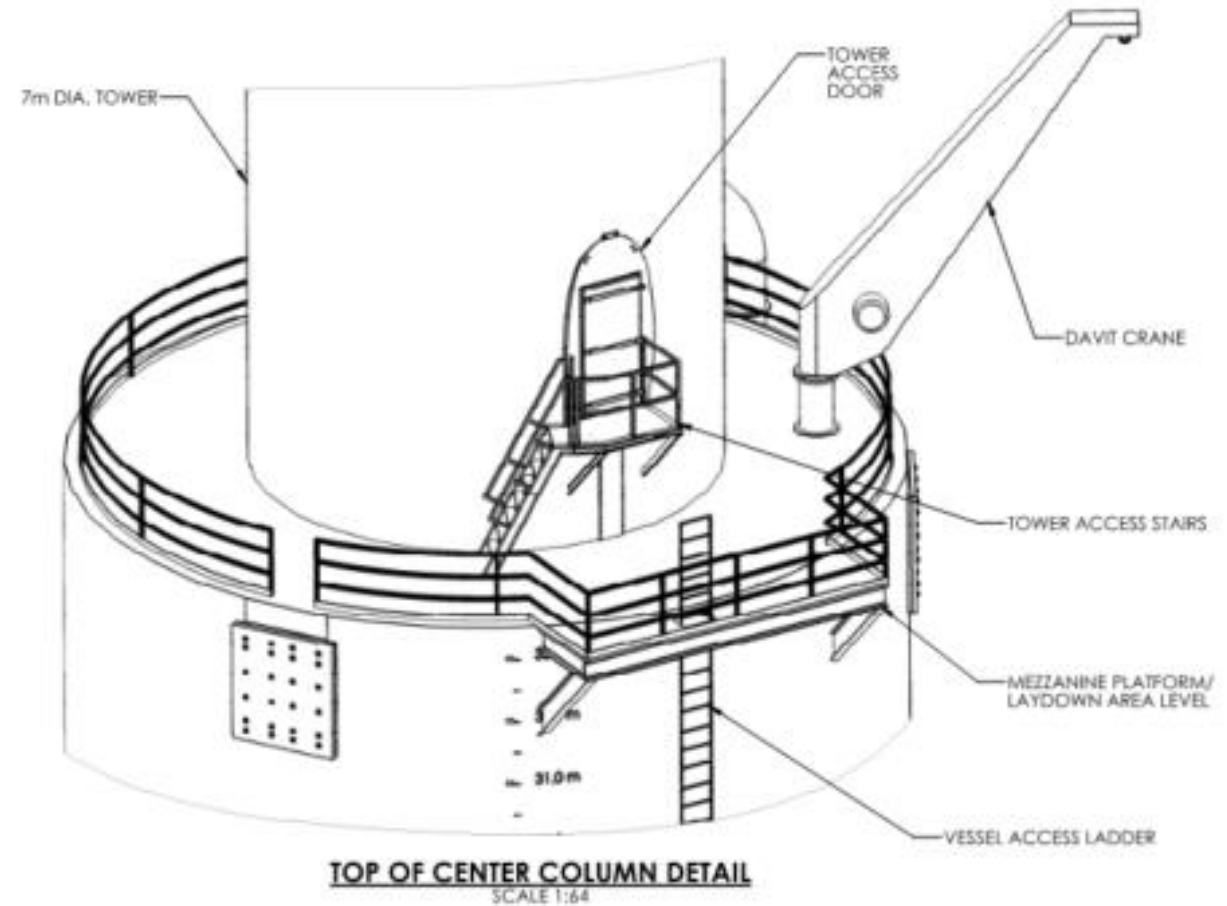 7m DIA. TOWER
TOWER
ACCESS
DOOR
DAVIT CRANE
TOWER ACCESS STAIRS
MEZZANINE PLATFORM/
LAYDOWN AREA LEVEL
m
31.0 m
VESSEL ACCESS LADDER
TOP OF CENTER COLUMN DETAIL
SCALE 1:64